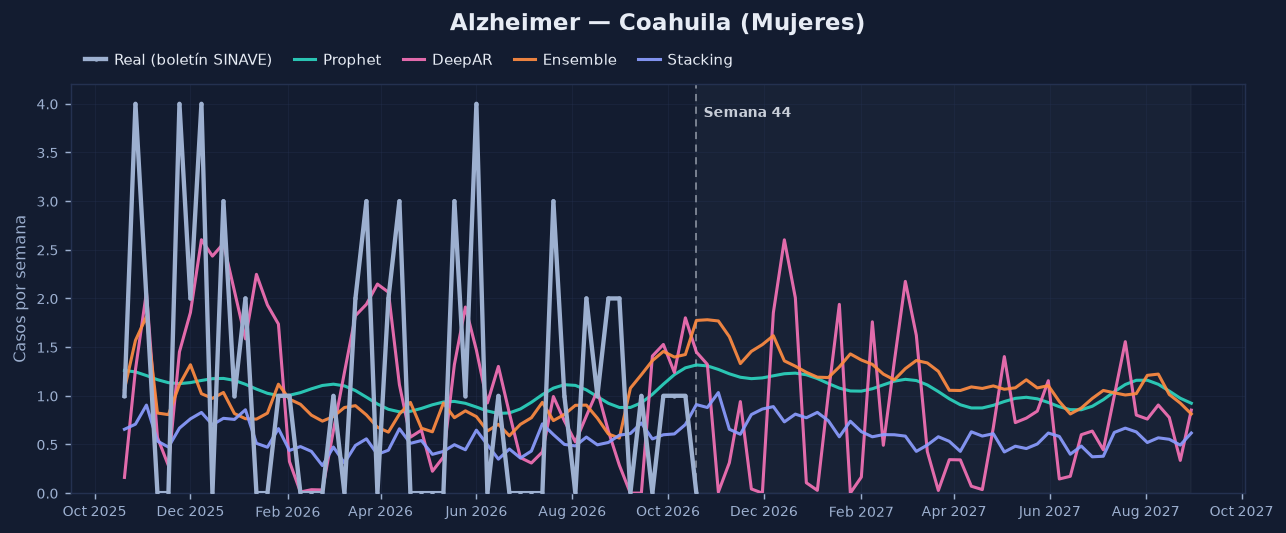 Alzheimer — Coahuila (Mujeres)
Real (boletín SINAVE) Prophet DeepAR Ensemble Stacking
Semana 44
Casos por semana
4.0
3.5
3.0
2.5
2.0
1.5
1.0
0.5
0.0
Oct 2025 Dec 2025 Feb 2026 Apr 2026 Jun 2026 Aug 2026 Oct 2026 Dec 2026 Feb 2027 Apr 2027 Jun 2027 Aug 2027 Oct 2027